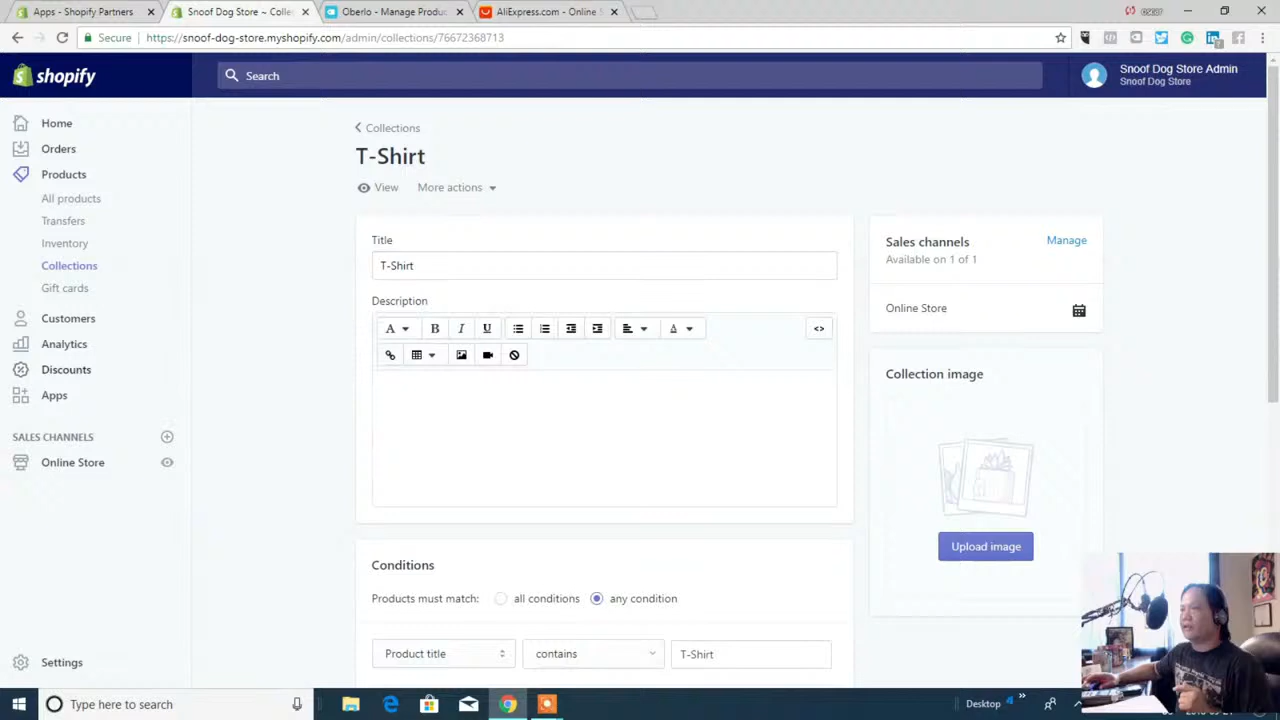 Apps - Shopify Partners
Snoof Dog Store ~ Colle
Oberlo - Manage Produc
AliExpress.com - Online S
Secure
https://snoof-dog-store.myshopify.com/admin/collections/76672368713
shopify
Search
Snoof Dog Store Admin
Snoof Dog Store
Home
Orders
Products
All products
Transfers
Inventory
Collections
Gift cards
Customers
Analytics
Discounts
Apps
SALES CHANNELS
Online Store
Settings
Collections
T-Shirt
View
More actions
Title
T-Shirt
Description
A
B
I
U
A
<>
Conditions
Products must match:
all conditions
any condition
Product title
contains
T-Shirt
Sales channels
Manage
Available on 1 of 1
Online Store
Collection image
Upload image
Type here to search
Desktop